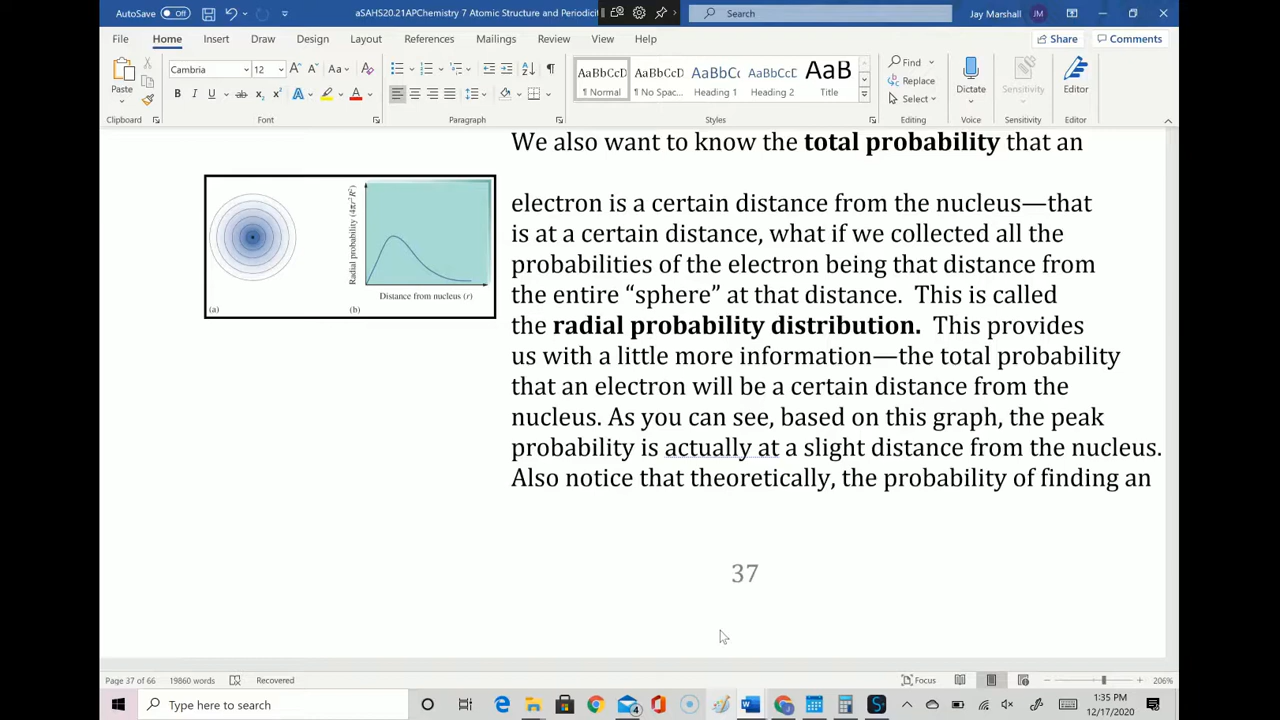 AutoSave Off
aSAHS20.21APChemistry 7 Atomic Structure and Periodicit
Search
Jay Marshall JM
File Home Insert Draw Design Layout References Mailings Review View Help Share Comments
Paste
Clipboard
Cambria 12
Font
Paragraph
AaBbCcD AaBbCcD AaBbCc AaBbCcD AaB
¶ Normal ¶ No Spac... Heading 1 Heading 2 Title
Styles
Find
Replace
Select
Editing
Dictate
Voice
Sensitivity
Sensitivity
Editor
Editor
We also want to know the total probability that an
electron is a certain distance from the nucleus—that
is at a certain distance, what if we collected all the
probabilities of the electron being that distance from
the entire “sphere” at that distance.  This is called
the radial probability distribution.  This provides
us with a little more information—the total probability
that an electron will be a certain distance from the
nucleus. As you can see, based on this graph, the peak
probability is actually at a slight distance from the nucleus.
Also notice that theoretically, the probability of finding an
Radial probability (4πr²R²)
Distance from nucleus (r)
(a) (b)
37
Page 37 of 66 19860 words Recovered Focus 206%
Type here to search
4
1:35 PM
12/17/2020